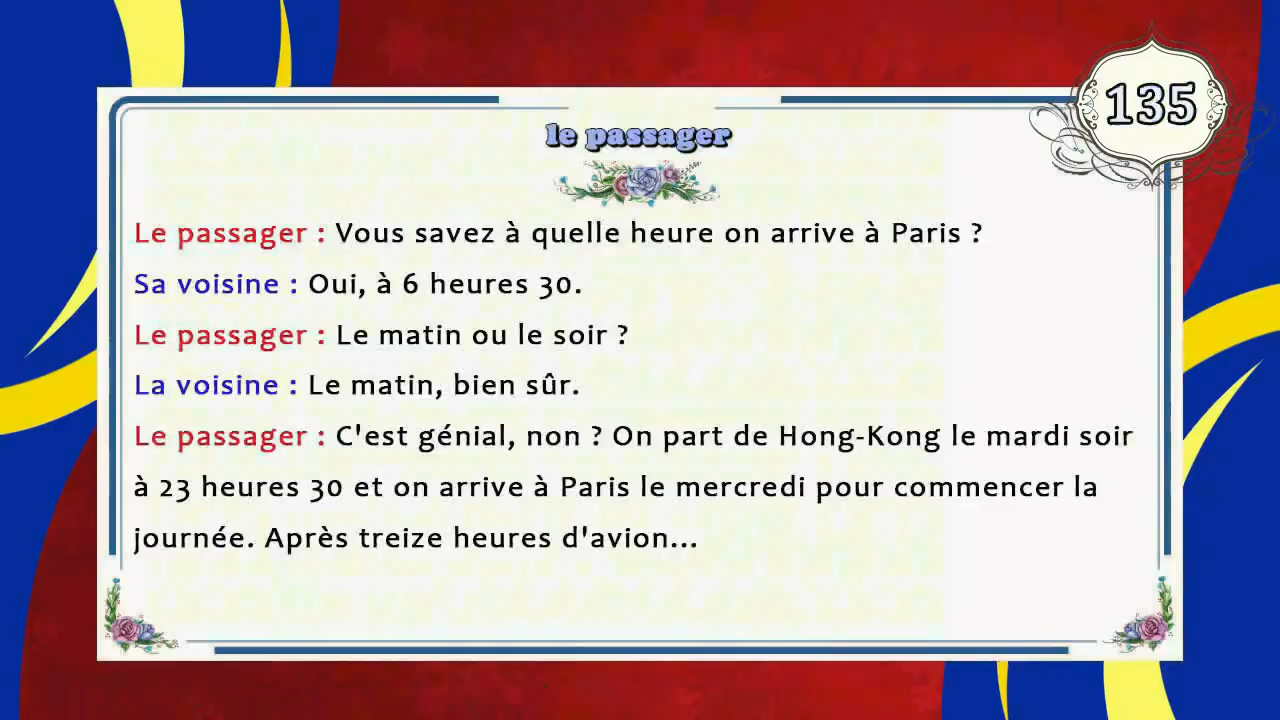 135
le passager
Le passager : Vous savez à quelle heure on arrive à Paris ?
Sa voisine : Oui, à 6 heures 30.
Le passager : Le matin ou le soir ?
La voisine : Le matin, bien sûr.
Le passager : C'est génial, non ? On part de Hong-Kong le mardi soir
à 23 heures 30 et on arrive à Paris le mercredi pour commencer la
journée. Après treize heures d'avion...